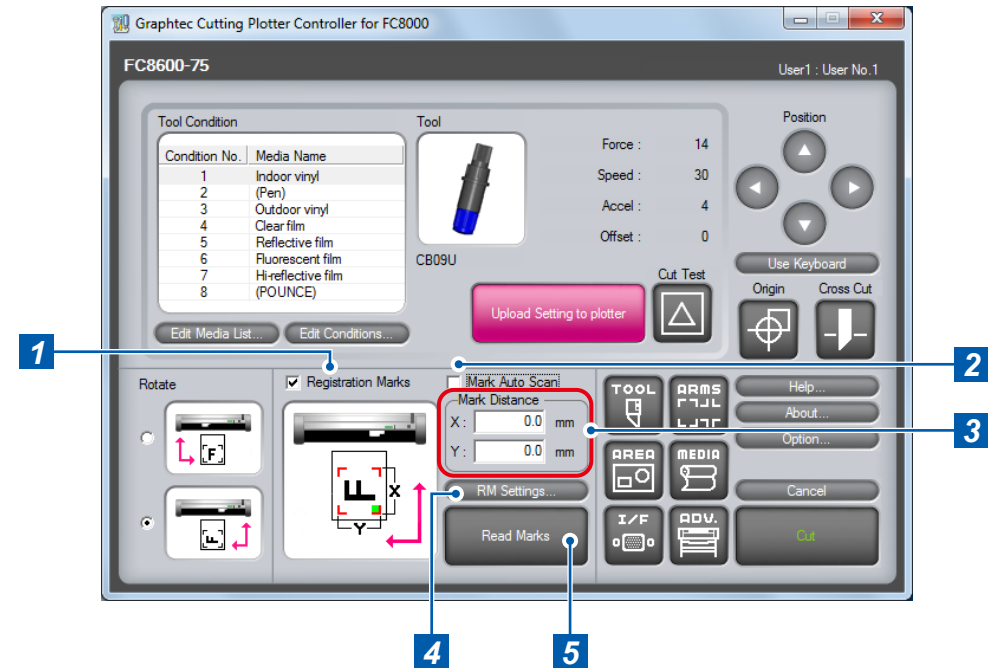 Graphtec Cutting Plotter Controller for FC8000
FC8600-75
User1 : User No.1
Tool Condition
Condition No. Media Name
1 Indoor vinyl
2 (Pen)
3 Outdoor vinyl
4 Clear film
5 Reflective film
6 Fluorescent film
7 Hi-reflective film
8 (POUNCE)
Edit Media List...
Edit Conditions...
Tool
CB09U
Force : 14
Speed : 30
Accel : 4
Offset : 0
Upload Setting to plotter
Cut Test
Position
Use Keyboard
Origin
Cross Cut
1
2
3
4
5
Rotate
F
F
Registration Marks
F
X
Y
Mark Auto Scan
Mark Distance
X : 0.0 mm
Y : 0.0 mm
RM Settings...
Read Marks
TOOL
ARMS
AREA
MEDIA
I/F
ADV.
Help...
About...
Option...
Cancel
Cut